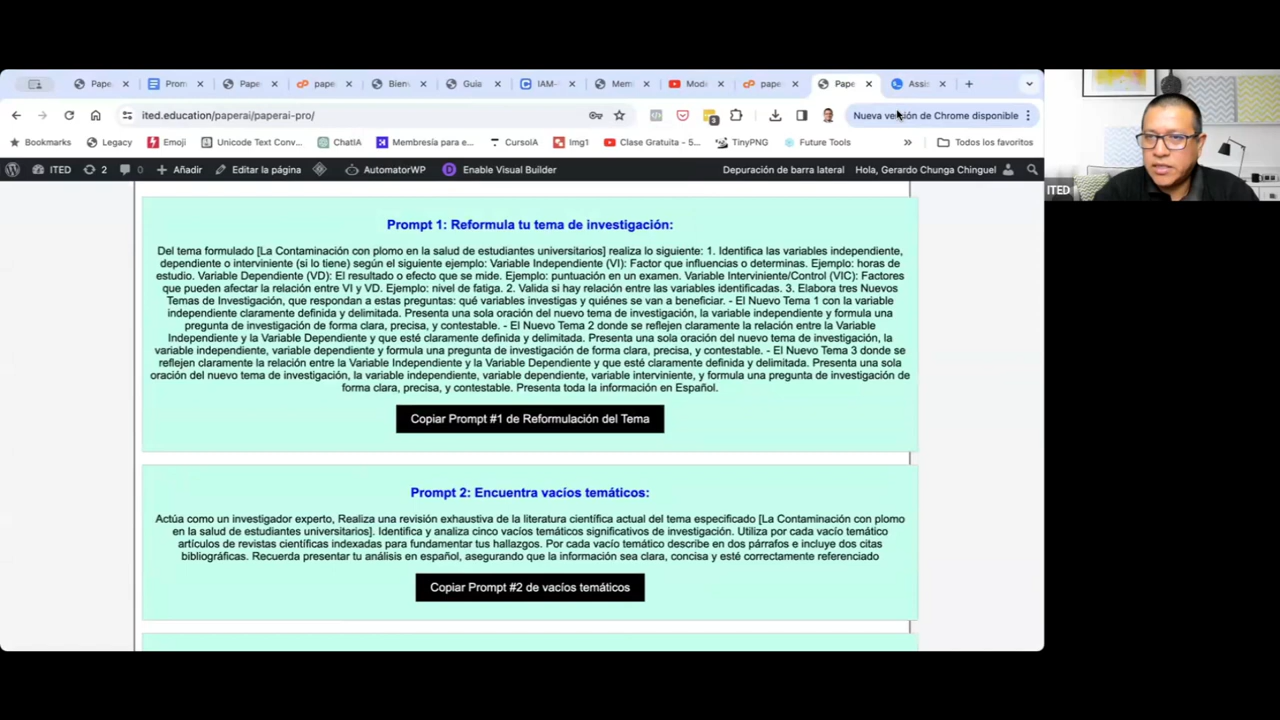 Pape
Prom
Pape
pape
Bien
Guia
IAM-
Mem
Mode
pape
Pape
Assis
ited.education/paperai/paperai-pro/
Nueva versión de Chrome disponible
Bookmarks
Legacy
Emoji
Unicode Text Conv...
ChatIA
Membresía para e...
CursoIA
Img1
Clase Gratuita – 5...
TinyPNG
Future Tools
»
Todos los favoritos
ITED
2
0
Añadir
Editar la página
AutomatorWP
Enable Visual Builder
Depuración de barra lateral
Hola, Gerardo Chunga Chinguel
ITED
Prompt 1: Reformula tu tema de investigación:
Del tema formulado [La Contaminación con plomo en la salud de estudiantes universitarios] realiza lo siguiente: 1. Identifica las variables independiente,
dependiente o interviniente (si lo tiene) según el siguiente ejemplo: Variable Independiente (VI): Factor que influencias o determinas. Ejemplo: horas de
estudio. Variable Dependiente (VD): El resultado o efecto que se mide. Ejemplo: puntuación en un examen. Variable Interviniente/Control (VIC): Factores
que pueden afectar la relación entre VI y VD. Ejemplo: nivel de fatiga. 2. Valida si hay relación entre las variables identificadas. 3. Elabora tres Nuevos
Temas de Investigación, que respondan a estas preguntas: qué variables investigas y quiénes se van a beneficiar. - El Nuevo Tema 1 con la variable
independiente claramente definida y delimitada. Presenta una sola oración del nuevo tema de investigación, la variable independiente y formula una
pregunta de investigación de forma clara, precisa, y contestable. - El Nuevo Tema 2 donde se reflejen claramente la relación entre la Variable
Independiente y la Variable Dependiente y que esté claramente definida y delimitada. Presenta una sola oración del nuevo tema de investigación, la
variable independiente, variable dependiente y formula una pregunta de investigación de forma clara, precisa, y contestable. - El Nuevo Tema 3 donde se
reflejen claramente la relación entre la Variable Independiente y la Variable Dependiente y que esté claramente definida y delimitada. Presenta una sola
oración del nuevo tema de investigación, la variable independiente, variable dependiente, variable interviniente, y formula una pregunta de investigación de
forma clara, precisa, y contestable. Presenta toda la información en Español.
Copiar Prompt #1 de Reformulación del Tema
Prompt 2: Encuentra vacíos temáticos:
Actúa como un investigador experto, Realiza una revisión exhaustiva de la literatura científica actual del tema especificado [La Contaminación con plomo
en la salud de estudiantes universitarios]. Identifica y analiza cinco vacíos temáticos significativos de investigación. Utiliza por cada vacío temático
artículos de revistas científicas indexadas para fundamentar tus hallazgos. Por cada vacío temático describe en dos párrafos e incluye dos citas
bibliográficas. Recuerda presentar tu análisis en español, asegurando que la información sea clara, concisa y esté correctamente referenciado
Copiar Prompt #2 de vacíos temáticos